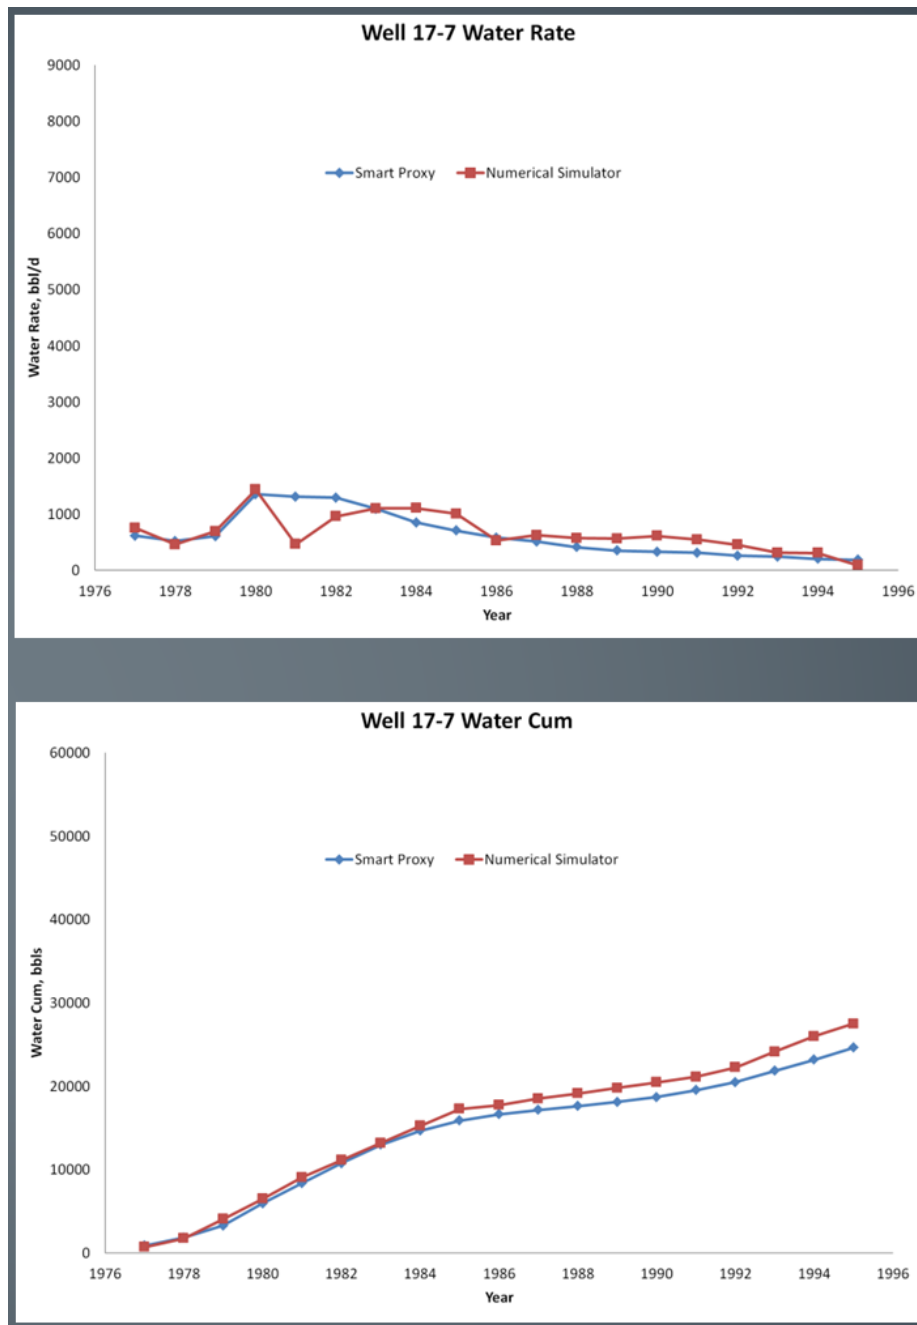 Well 17-7 Water Rate
9000
8000
7000
6000
5000
4000
3000
2000
1000
0
Water Rate, bbl/d
Smart Proxy Numerical Simulator
1976 1978 1980 1982 1984 1986 1988 1990 1992 1994 1996
Year
Well 17-7 Water Cum
60000
50000
40000
30000
20000
10000
0
Water Cum, bbls
Smart Proxy Numerical Simulator
1976 1978 1980 1982 1984 1986 1988 1990 1992 1994 1996
Year